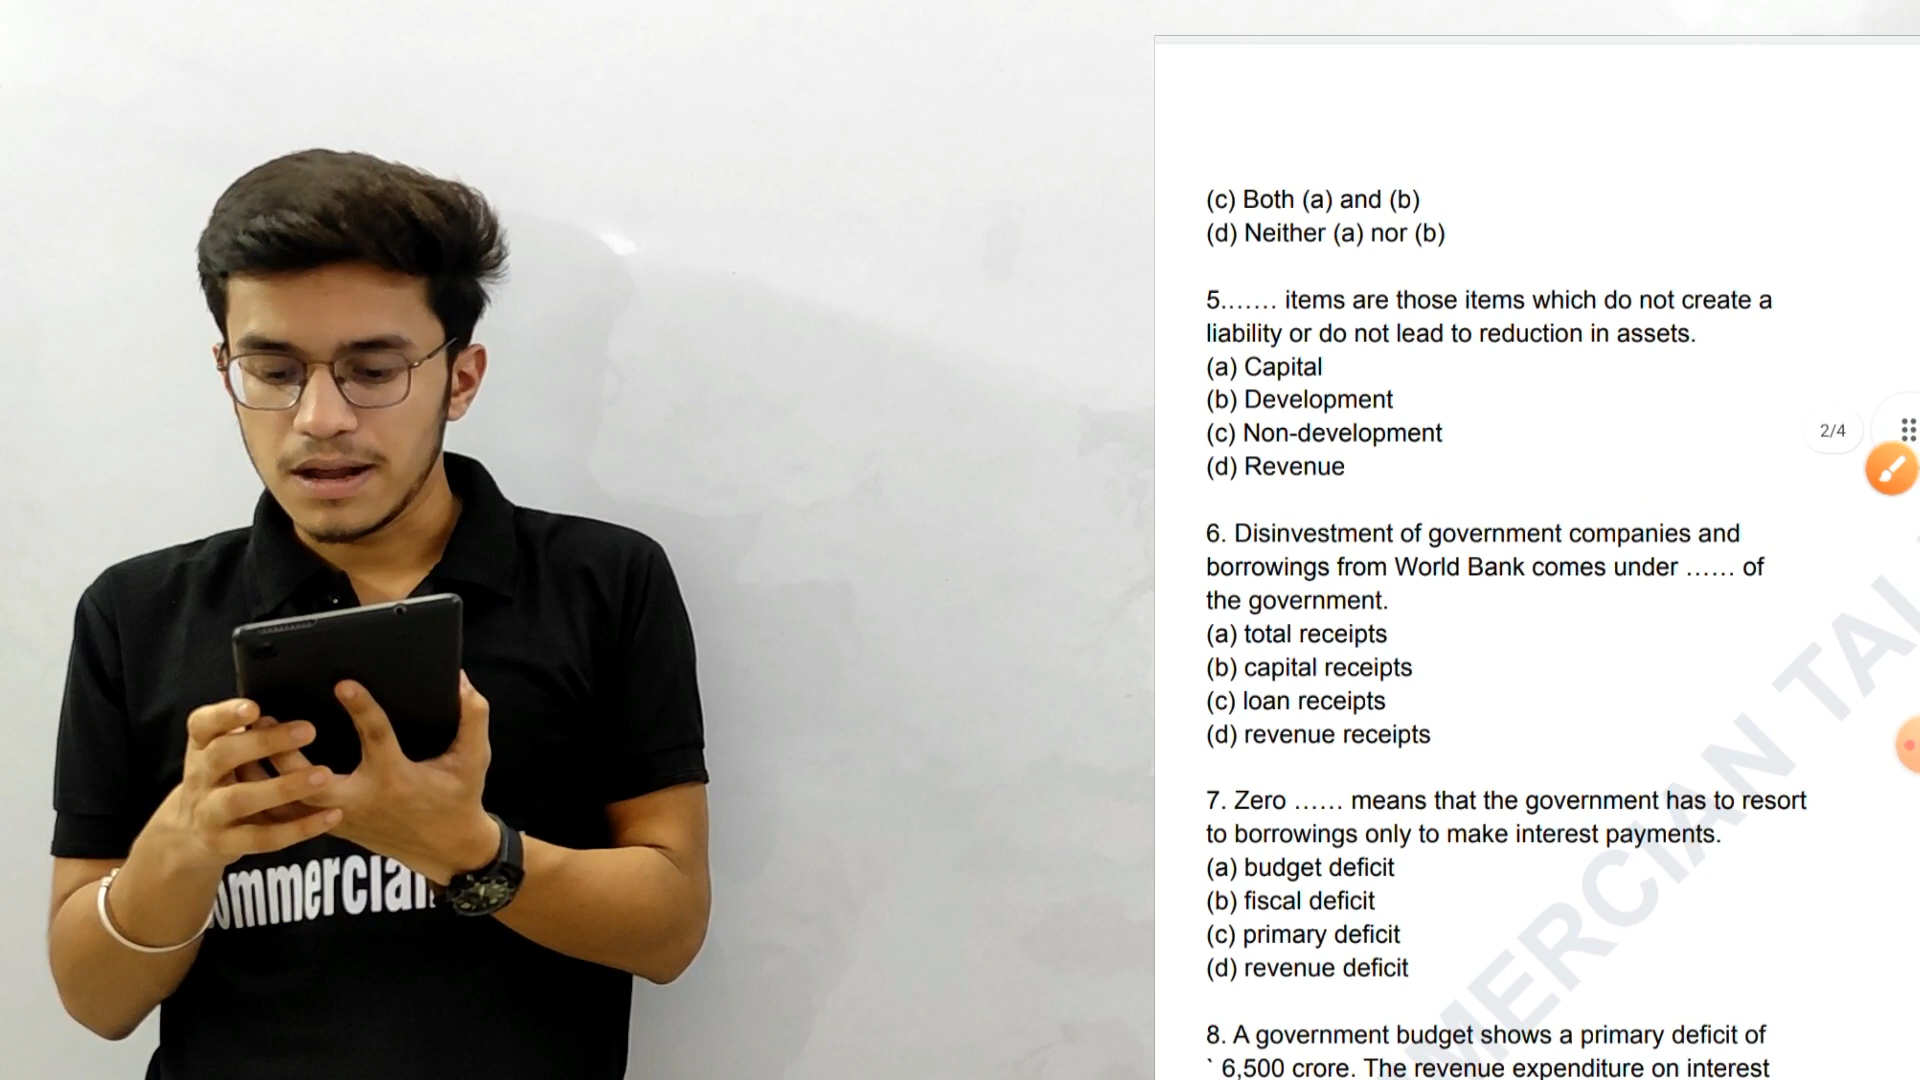 (c) Both (a) and (b)
(d) Neither (a) nor (b)
5....... items are those items which do not create a
liability or do not lead to reduction in assets.
(a) Capital
(b) Development
(c) Non-development
(d) Revenue
2/4
6. Disinvestment of government companies and
borrowings from World Bank comes under ...... of
the government.
(a) total receipts
(b) capital receipts
(c) loan receipts
(d) revenue receipts
7. Zero ...... means that the government has to resort
to borrowings only to make interest payments.
(a) budget deficit
(b) fiscal deficit
(c) primary deficit
(d) revenue deficit
8. A government budget shows a primary deficit of
` 6,500 crore. The revenue expenditure on interest
MERCIAN TAL
ommercian